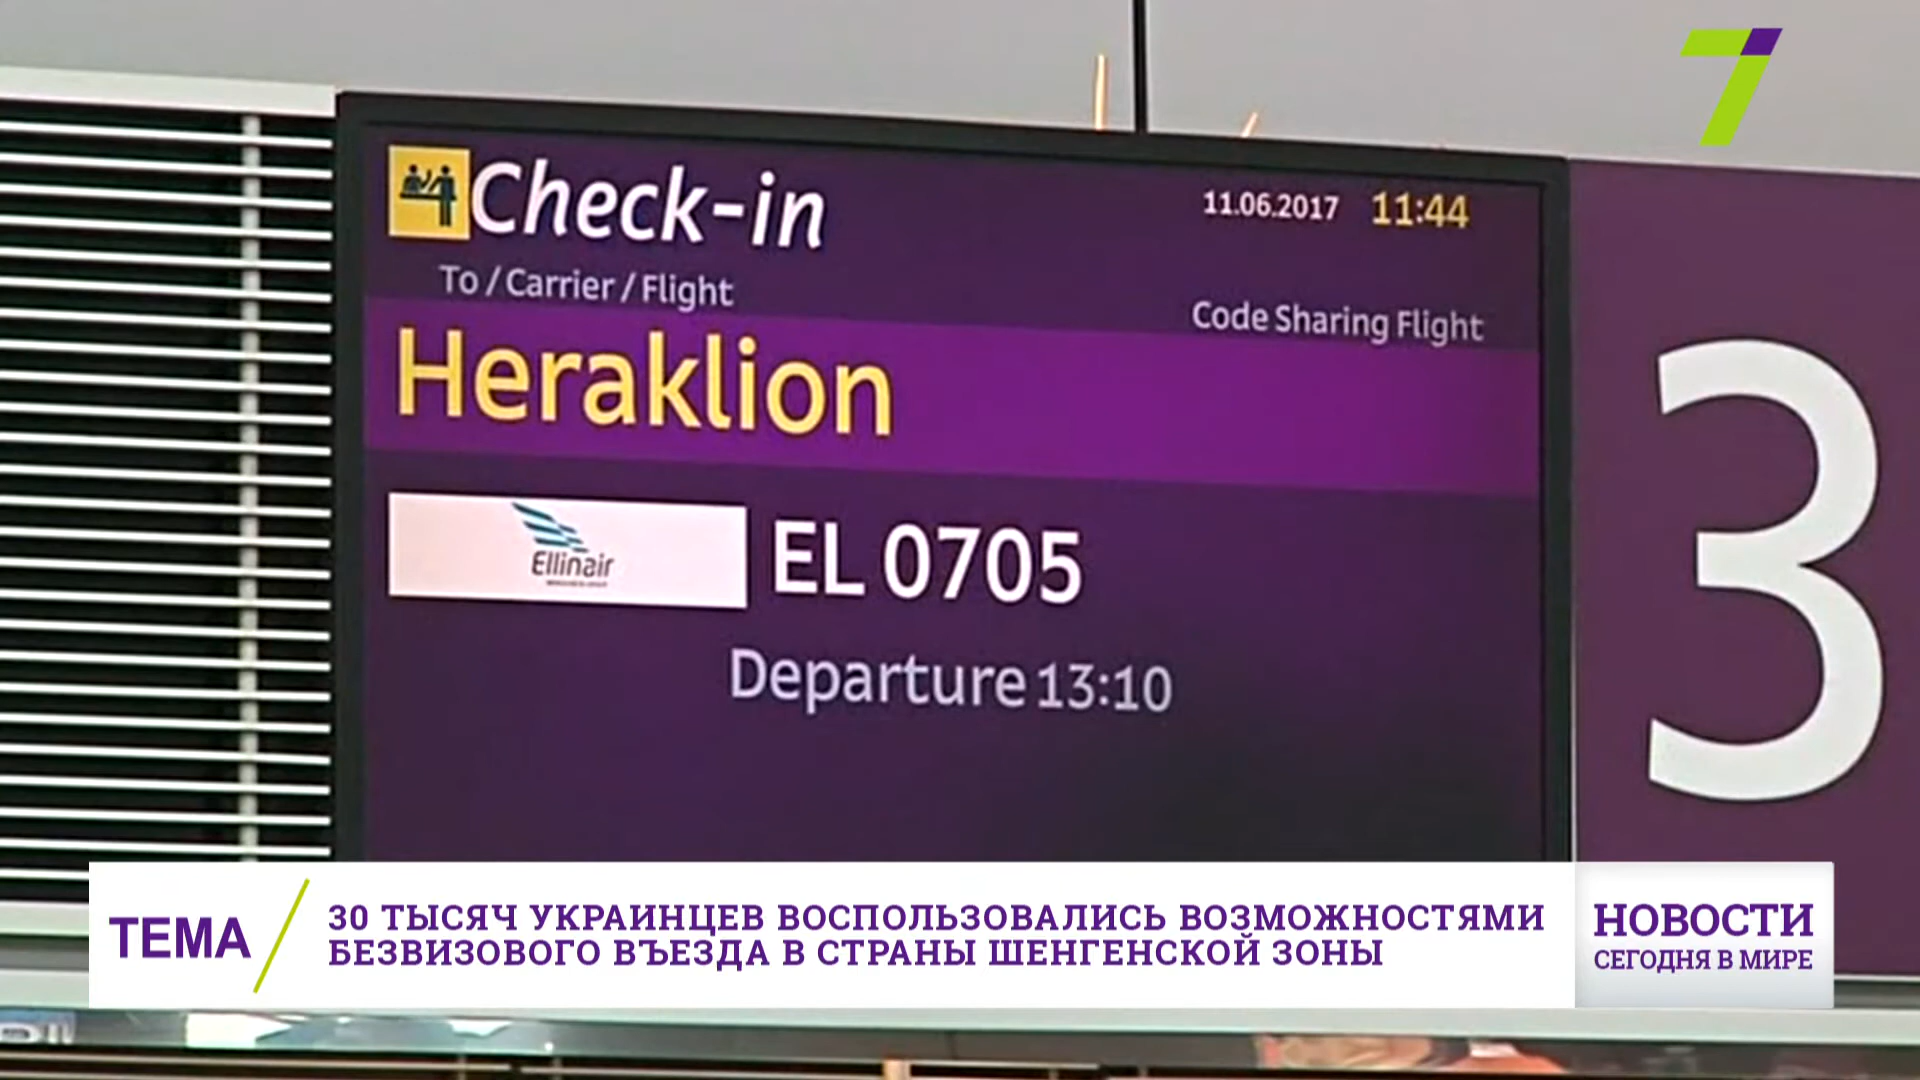 7
Check-in
11.06.2017 11:44
To / Carrier / Flight
Code Sharing Flight
Heraklion
Ellinair
EL 0705
Departure 13:10
3
ТЕМА
30 ТЫСЯЧ УКРАИНЦЕВ ВОСПОЛЬЗОВАЛИСЬ ВОЗМОЖНОСТЯМИ
БЕЗВИЗОВОГО ВЪЕЗДА В СТРАНЫ ШЕНГЕНСКОЙ ЗОНЫ
НОВОСТИ
СЕГОДНЯ В МИРЕ